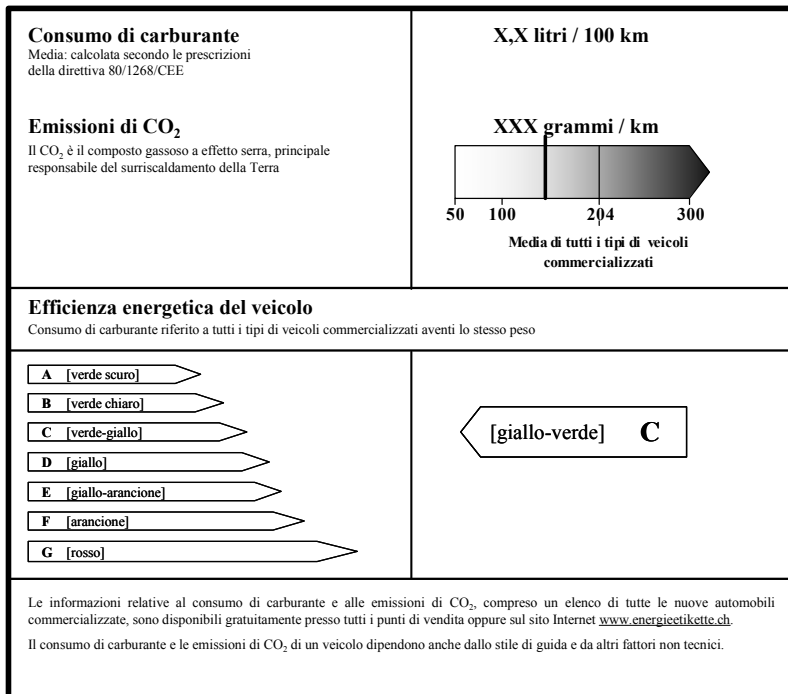 Consumo di carburante
Media: calcolata secondo le prescrizioni
della direttiva 80/1268/CEE
X,X litri / 100 km
Emissioni di CO₂
Il CO₂ è il composto gassoso a effetto serra, principale
responsabile del surriscaldamento della Terra
XXX grammi / km
50 100 204 300
Media di tutti i tipi di veicoli
commercializzati
Efficienza energetica del veicolo
Consumo di carburante riferito a tutti i tipi di veicoli commercializzati aventi lo stesso peso
A [verde scuro]
B [verde chiaro]
C [verde-giallo]
D [giallo]
E [giallo-arancione]
F [arancione]
G [rosso]
[giallo-verde] C
Le informazioni relative al consumo di carburante e alle emissioni di CO₂, compreso un elenco di tutte le nuove automobili
commercializzate, sono disponibili gratuitamente presso tutti i punti di vendita oppure sul sito Internet www.energieetikette.ch.
Il consumo di carburante e le emissioni di CO₂ di un veicolo dipendono anche dallo stile di guida e da altri fattori non tecnici.